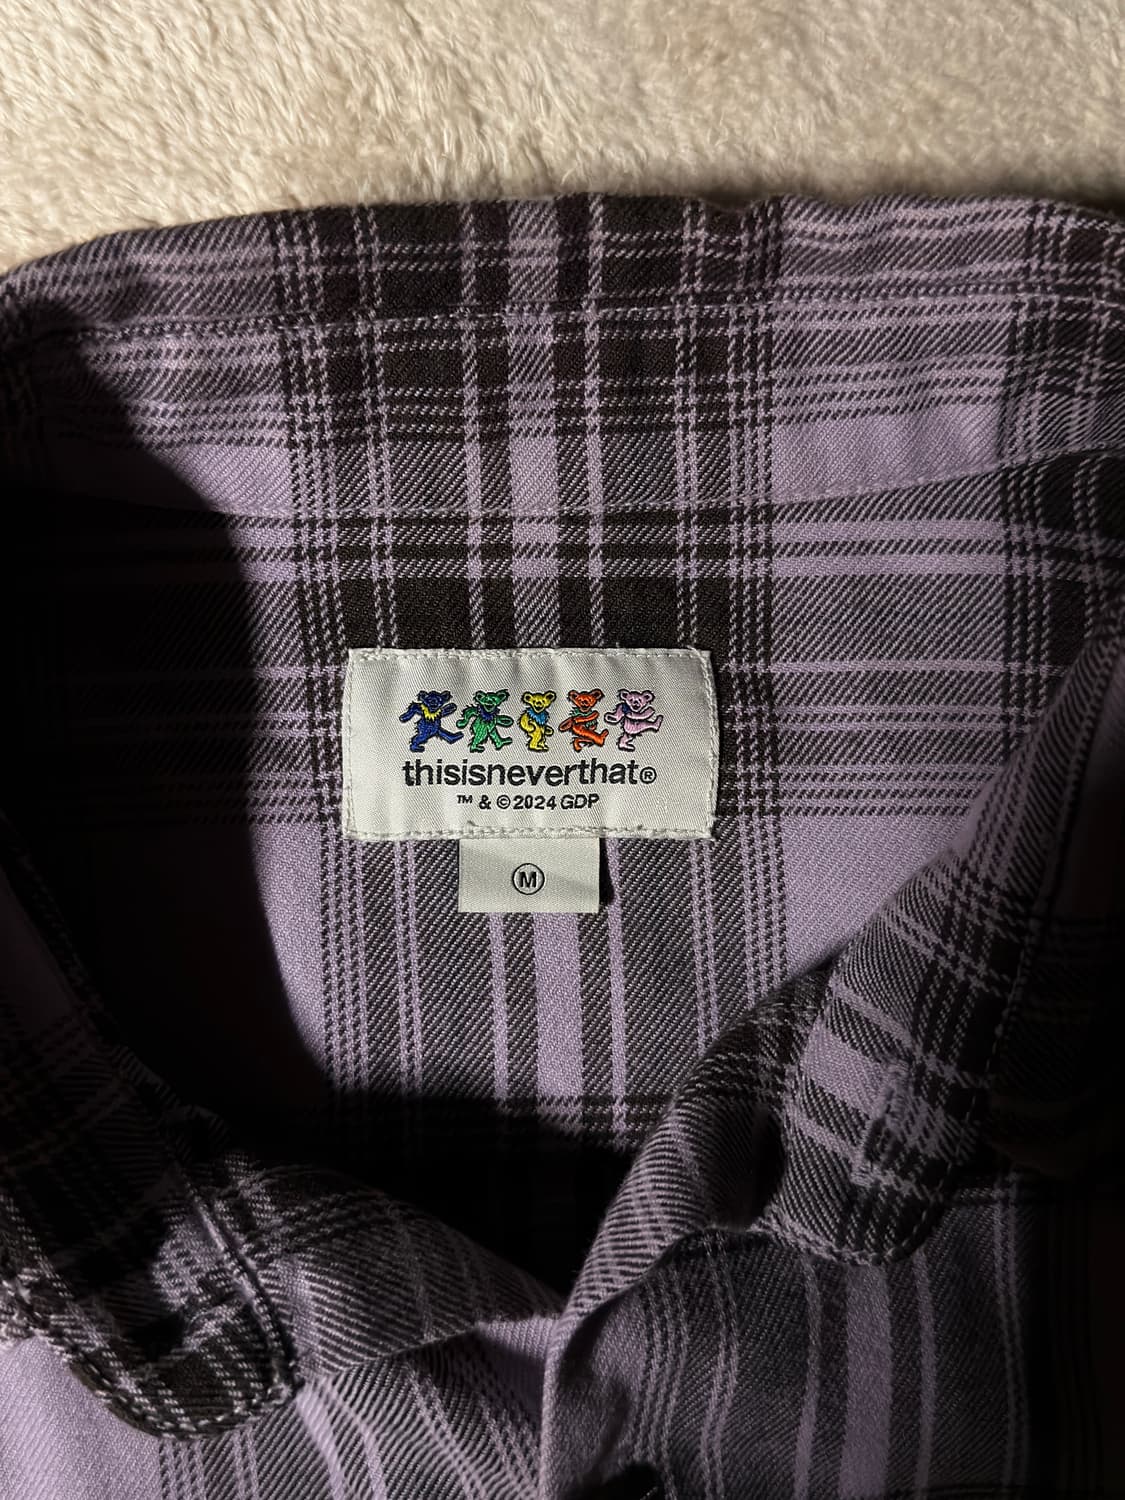 thisisneverthat®
™ & © 2024 GDP
M